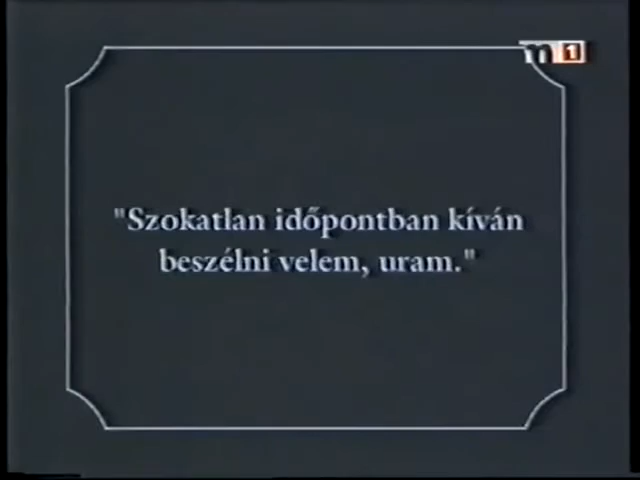 m1
"Szokatlan időpontban kíván
beszélni velem, uram."